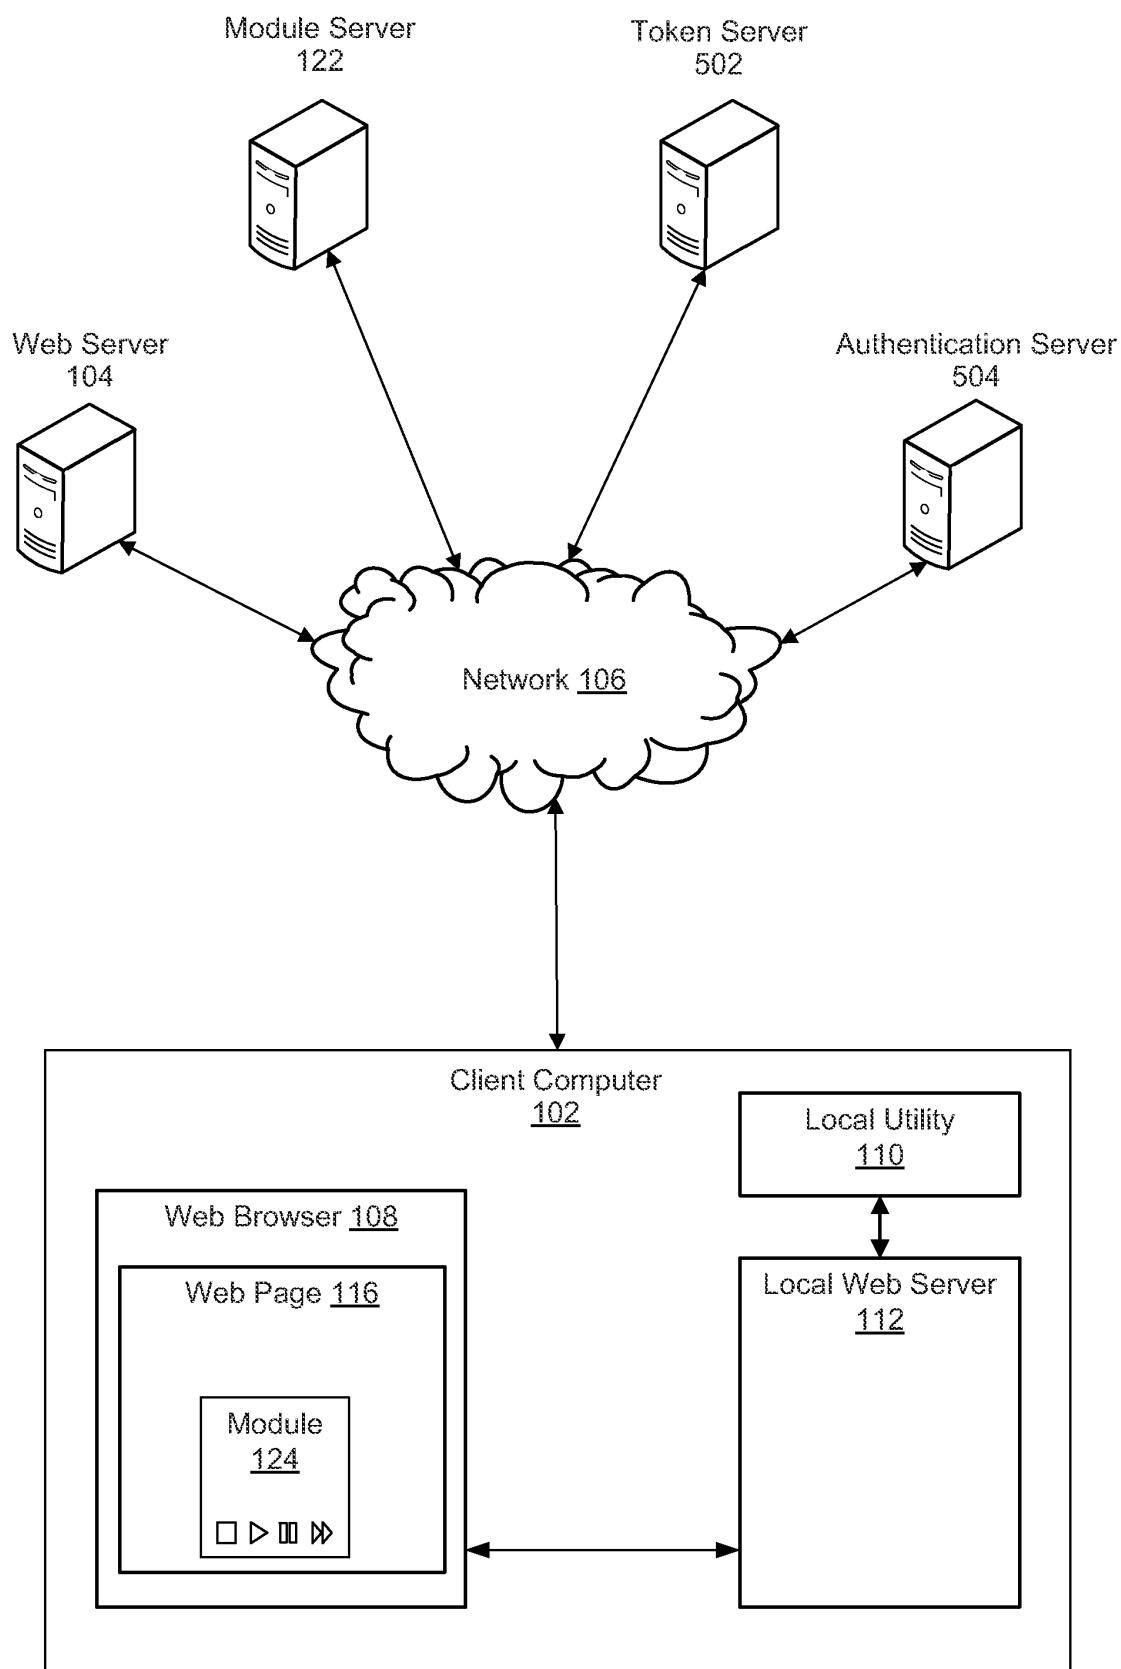 Module Server
122
Token Server
502
Web Server
104
Authentication Server
504
Network 106
Client Computer
102
Local Utility
110
Web Browser 108
Local Web Server
112
Web Page 116
Module
124